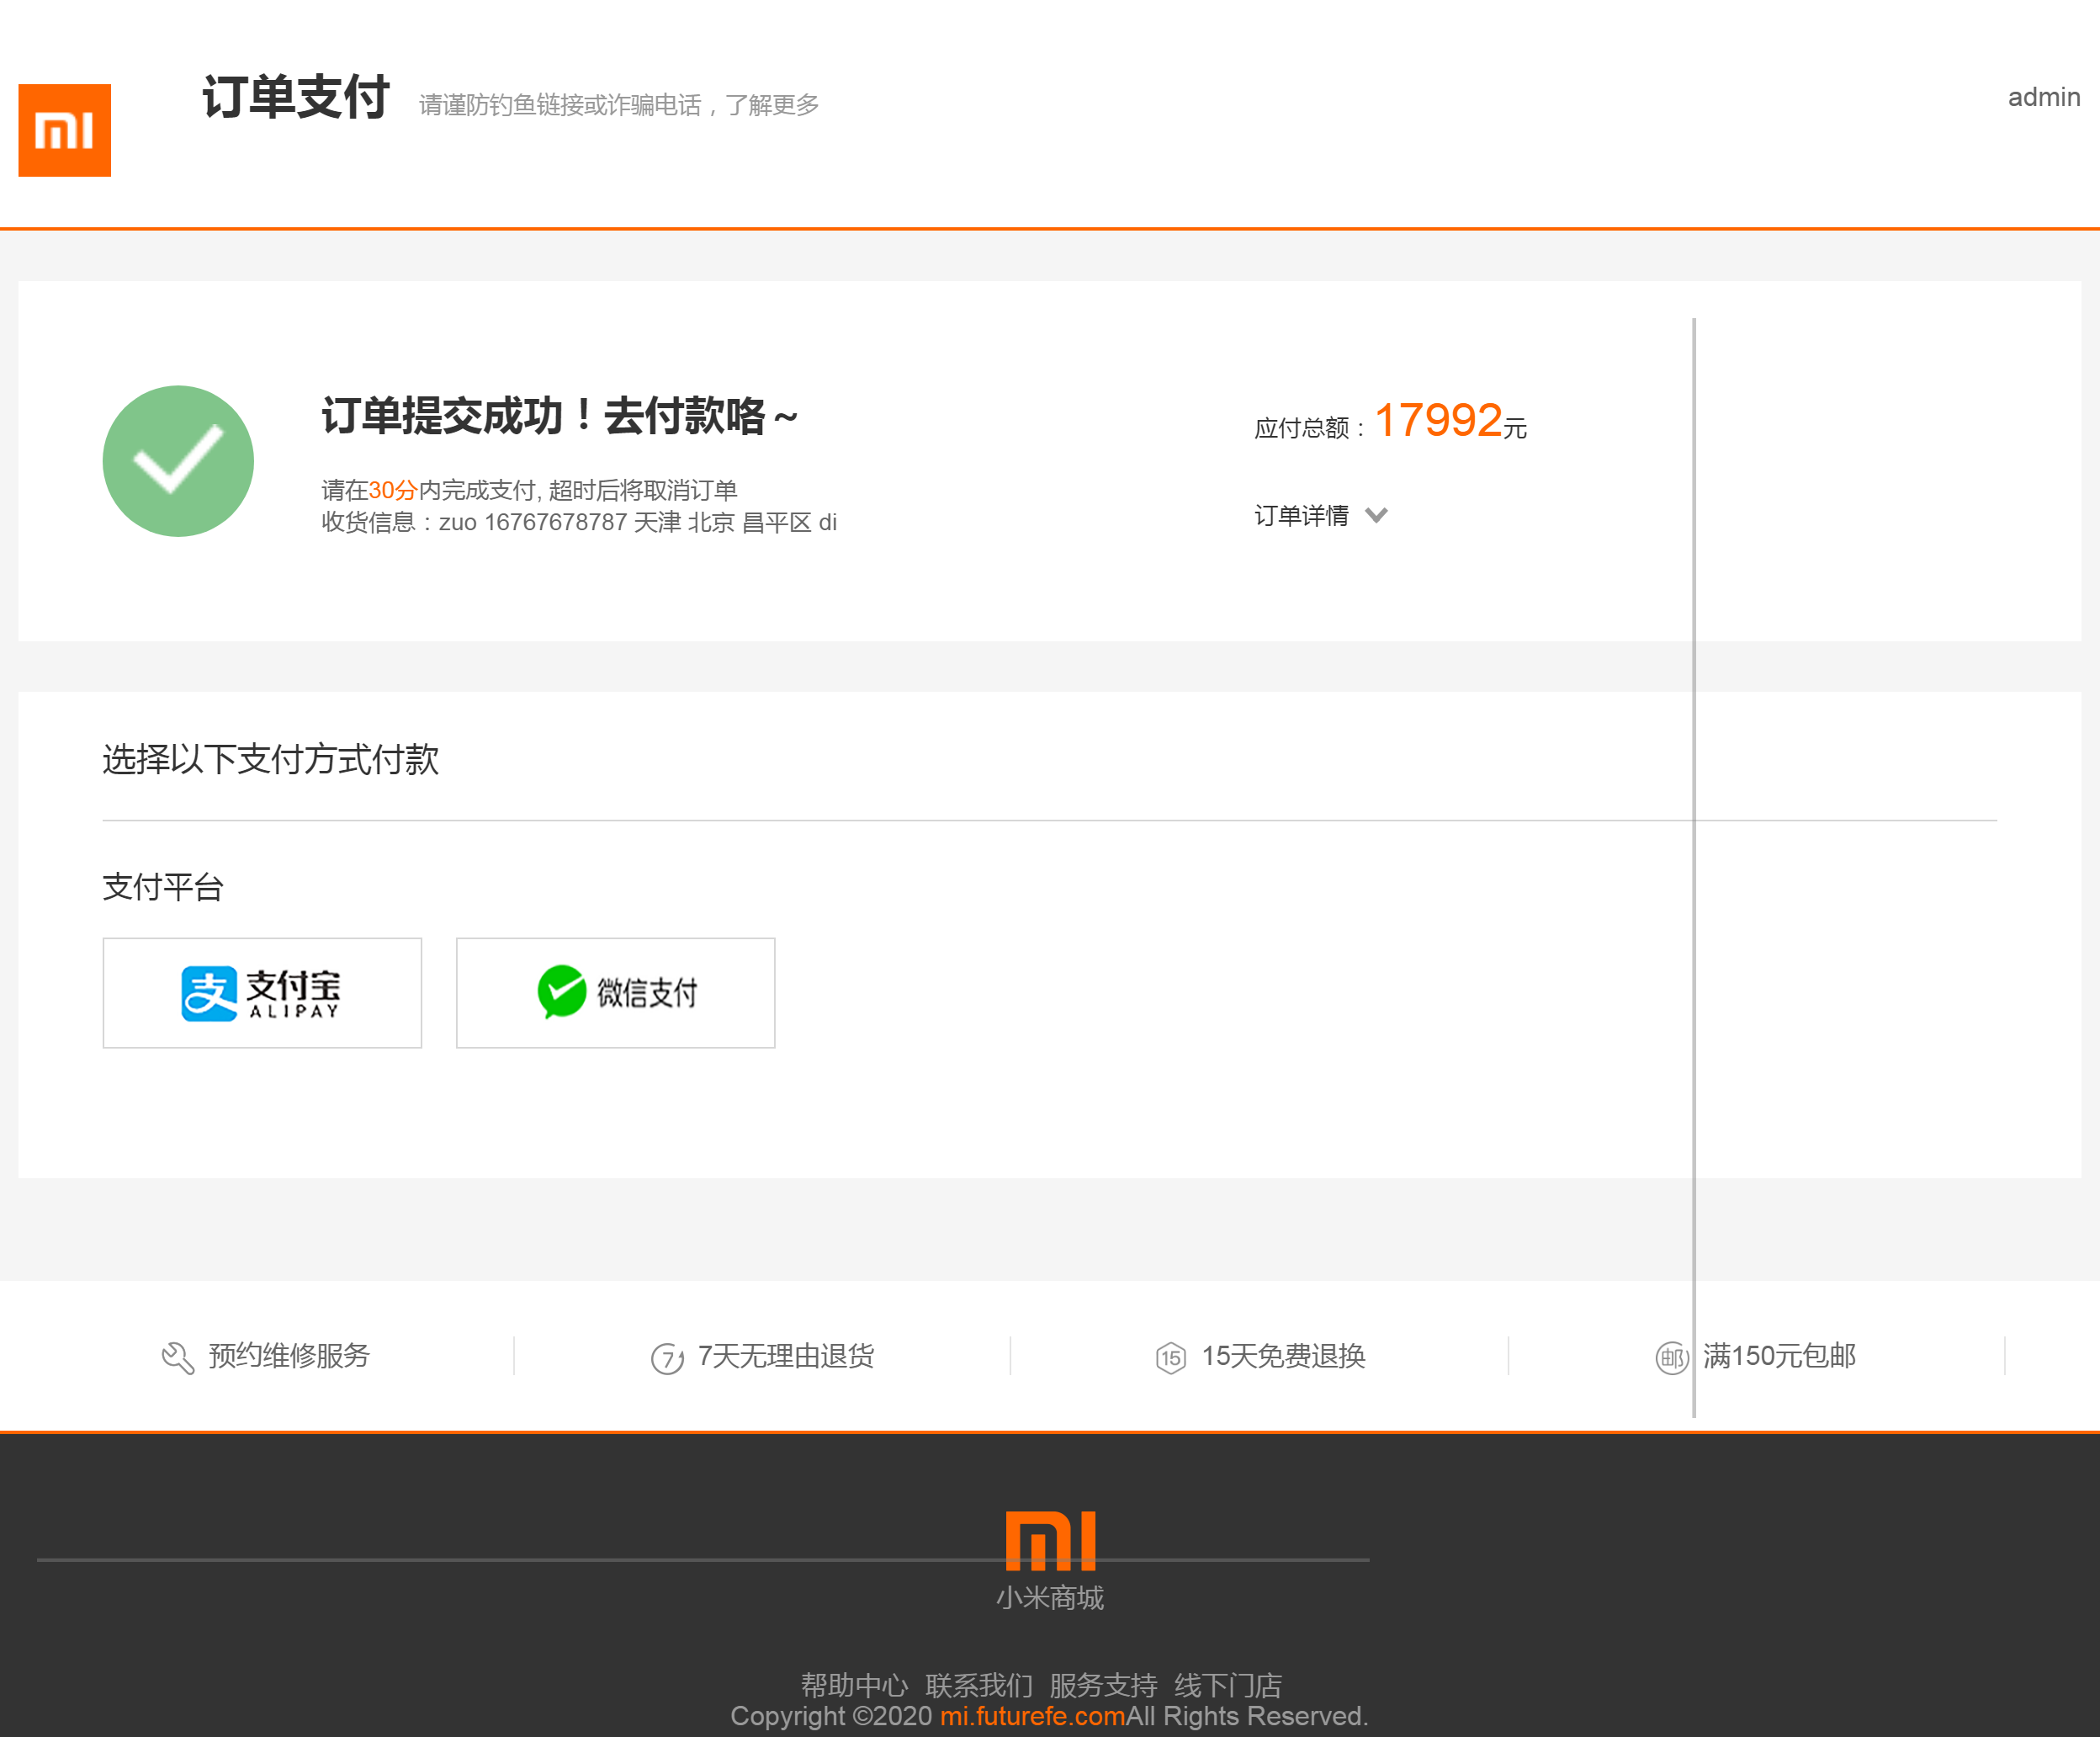 订单支付 请谨防钓鱼链接或诈骗电话，了解更多
admin
订单提交成功！去付款咯～
请在30分内完成支付, 超时后将取消订单
收货信息：zuo 16767678787 天津 北京 昌平区 di
应付总额：17992元
订单详情
选择以下支付方式付款
支付平台
支付宝
ALIPAY
微信支付
预约维修服务
7 7天无理由退货
15 15天免费退换
邮 满150元包邮
小米商城
帮助中心 联系我们 服务支持 线下门店
Copyright ©2020 mi.futurefe.comAll Rights Reserved.